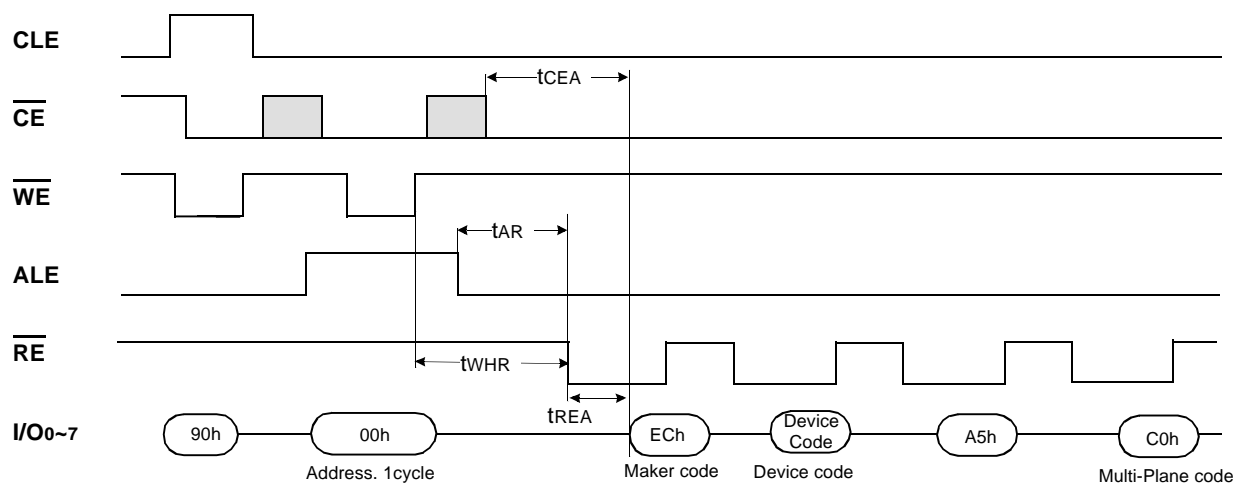 CLE
tCEA
CE
WE
tAR
ALE
RE
tWHR
tREA
I/O0~7
90h
00h
ECh
Device
Code
A5h
C0h
Address. 1cycle
Maker code
Device code
Multi-Plane code